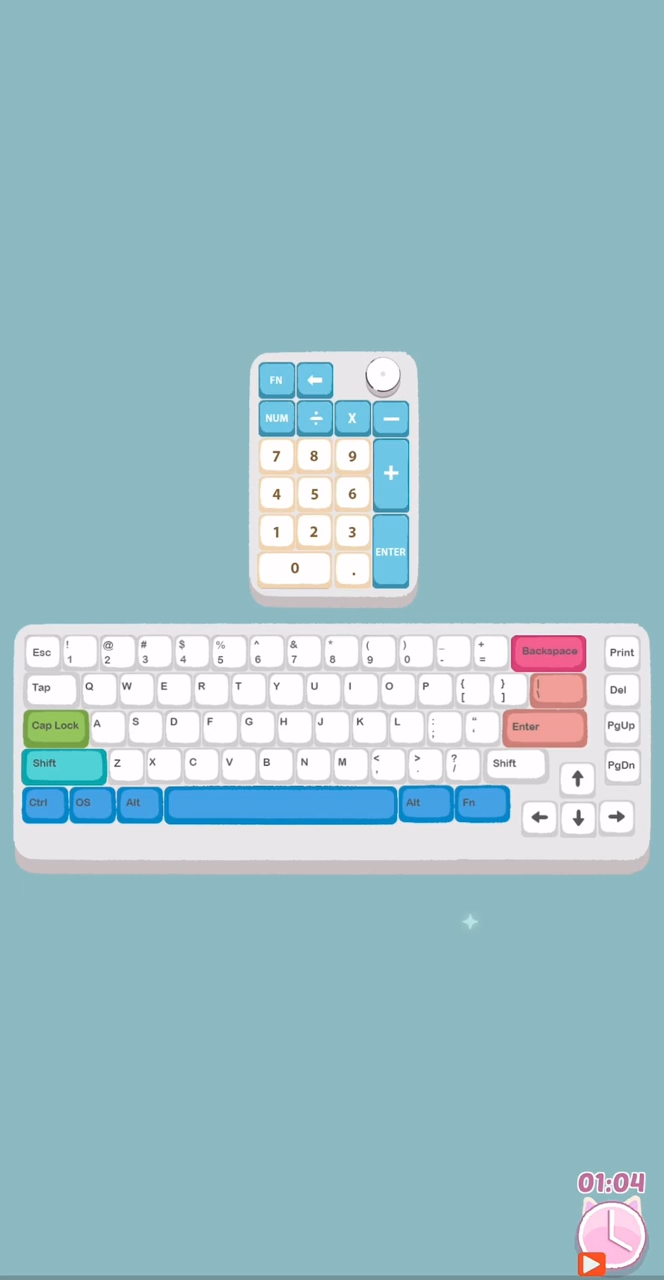 FN
NUM ÷ X −
7 8 9 +
4 5 6
1 2 3 ENTER
0 .
Esc ! 1 @ 2 # 3 $ 4 % 5 ^ 6 & 7 * 8 ( 9 ) 0 _ - + = Backspace Print
Tap Q W E R T Y U I O P { [ } ] | \ Del
Cap Lock A S D F G H J K L : ; " ' Enter PgUp
Shift Z X C V B N M < , > . ? / Shift PgDn
Ctrl OS Alt Alt Fn
01:04